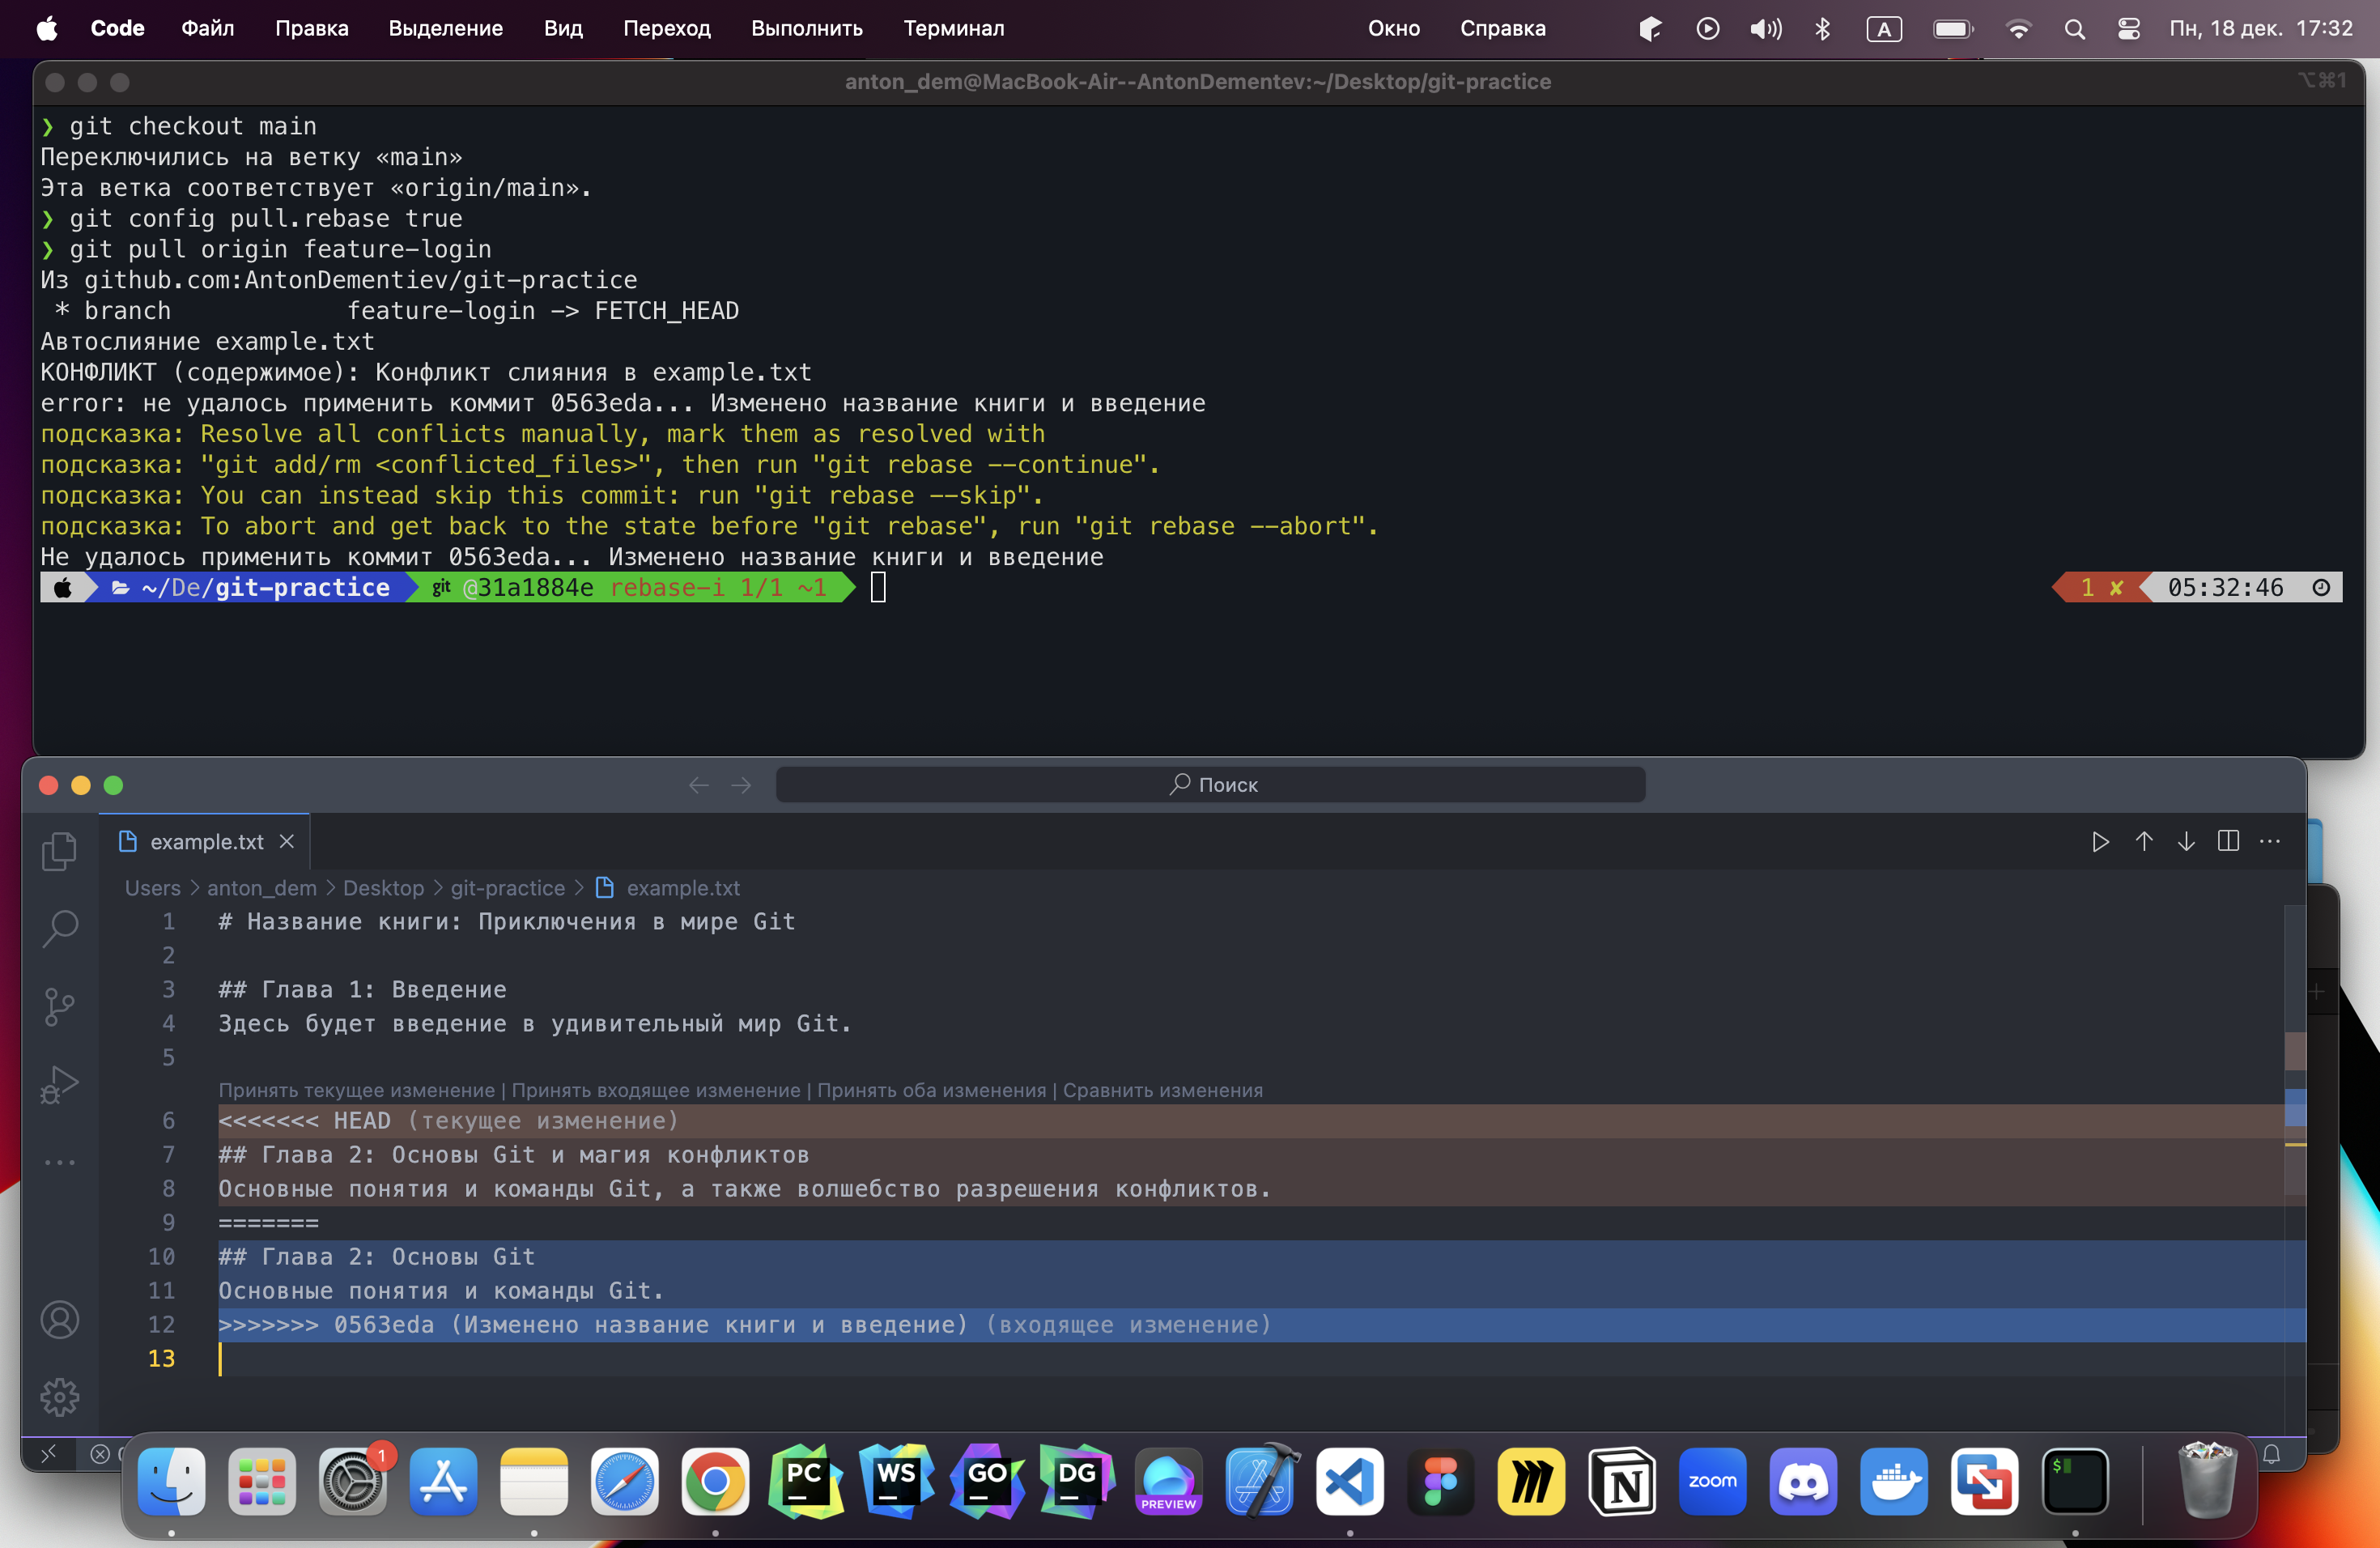 Code Файл Правка Выделение Вид Переход Выполнить Терминал Окно Справка A Пн, 18 дек. 17:32
anton_dem@MacBook-Air--AntonDementev:~/Desktop/git-practice ⌥⌘1
❯ git checkout main
Переключились на ветку «main»
Эта ветка соответствует «origin/main».
❯ git config pull.rebase true
❯ git pull origin feature-login
Из github.com:AntonDementiev/git-practice
 * branch            feature-login -> FETCH_HEAD
Автослияние example.txt
КОНФЛИКТ (содержимое): Конфликт слияния в example.txt
error: не удалось применить коммит 0563eda... Изменено название книги и введение
подсказка: Resolve all conflicts manually, mark them as resolved with
подсказка: "git add/rm <conflicted_files>", then run "git rebase --continue".
подсказка: You can instead skip this commit: run "git rebase --skip".
подсказка: To abort and get back to the state before "git rebase", run "git rebase --abort".
Не удалось применить коммит 0563eda... Изменено название книги и введение
~/De/git-practice git @31a1884e rebase-i 1/1 ~1 1 ✘ 05:32:46
Поиск
example.txt
Users > anton_dem > Desktop > git-practice > example.txt
1 # Название книги: Приключения в мире Git
2
3 ## Глава 1: Введение
4 Здесь будет введение в удивительный мир Git.
5
Принять текущее изменение | Принять входящее изменение | Принять оба изменения | Сравнить изменения
6 <<<<<<< HEAD (текущее изменение)
7 ## Глава 2: Основы Git и магия конфликтов
8 Основные понятия и команды Git, а также волшебство разрешения конфликтов.
9 =======
10 ## Глава 2: Основы Git
11 Основные понятия и команды Git.
12 >>>>>>> 0563eda (Изменено название книги и введение) (входящее изменение)
13
1
PC WS GO DG PREVIEW zoom $